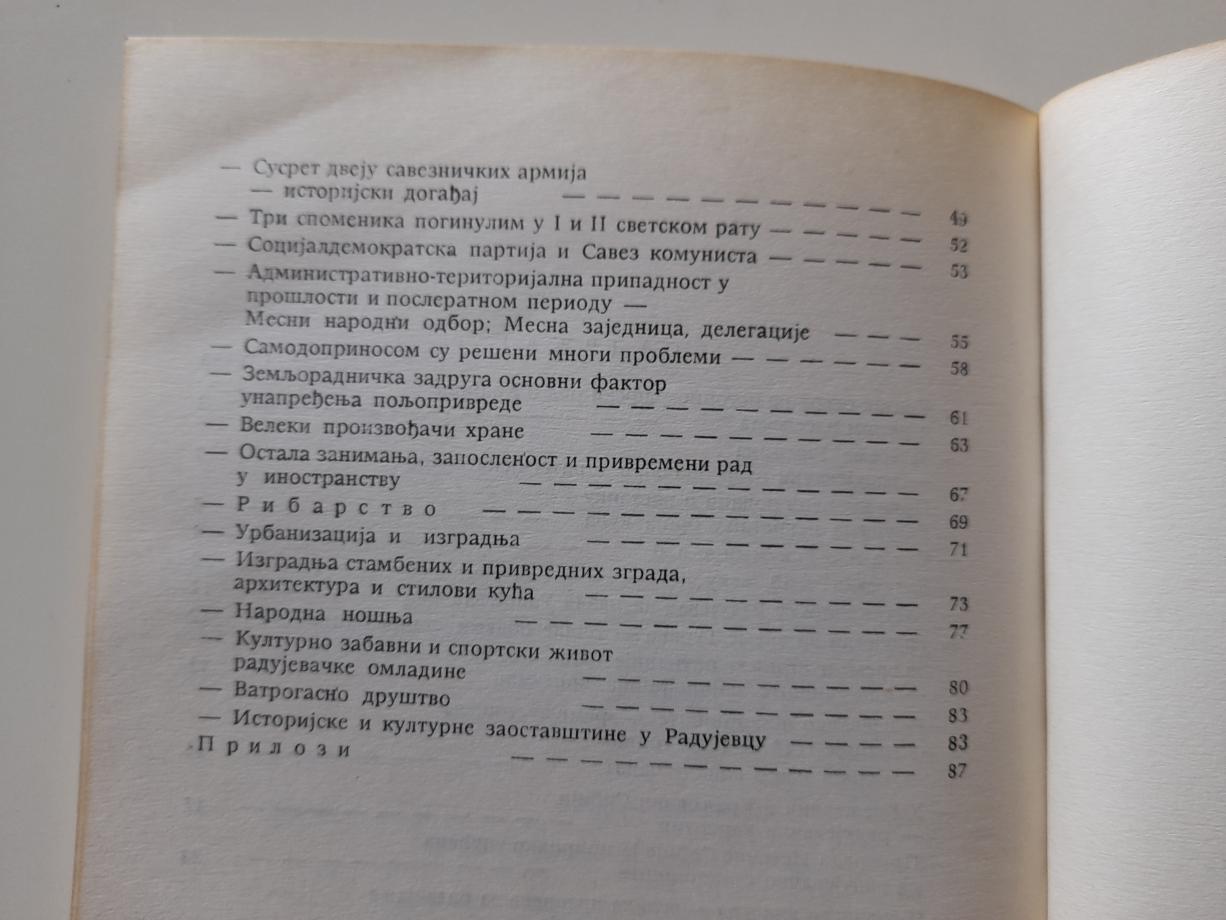 — Сусрет двеју савезничких армија
— историјски догађај — — — — — — — — — — 49
— Три споменика погинулим у I и II светском рату — — — — 52
— Социјалдемократска партија и Савез комуниста — — — — 53
— Административно-територијална припадност у
прошлости и послератном периоду —
Месни народни одбор; Месна заједница, делегације — — — 55
— Самодоприносом су решени многи проблеми — — — — — 58
— Земљорадничка задруга основни фактор
унапређења пољопривреде — — — — — — — — — 61
— Велеки произвођачи хране — — — — — — — — — 63
— Остала занимања, запосленост и привремени рад
у иностранству — — — — — — — — — — — 67
— Р и б а р с т в о — — — — — — — — — — — — 69
— Урбанизација и изградња — — — — — — — — — 71
— Изградња стамбених и привредних зграда,
архитектура и стилови кућа — — — — — — — — — 73
— Народна ношња — — — — — — — — — — — 77
— Културно забавни и спортски живот
радујевачке омладине — — — — — — — — — 80
— Ватрогасно друштво — — — — — — — — — 83
— Историјске и културне заоставштине у Радујевцу — — — — 83
П р и л о з и — — — — — — — — — — — 87